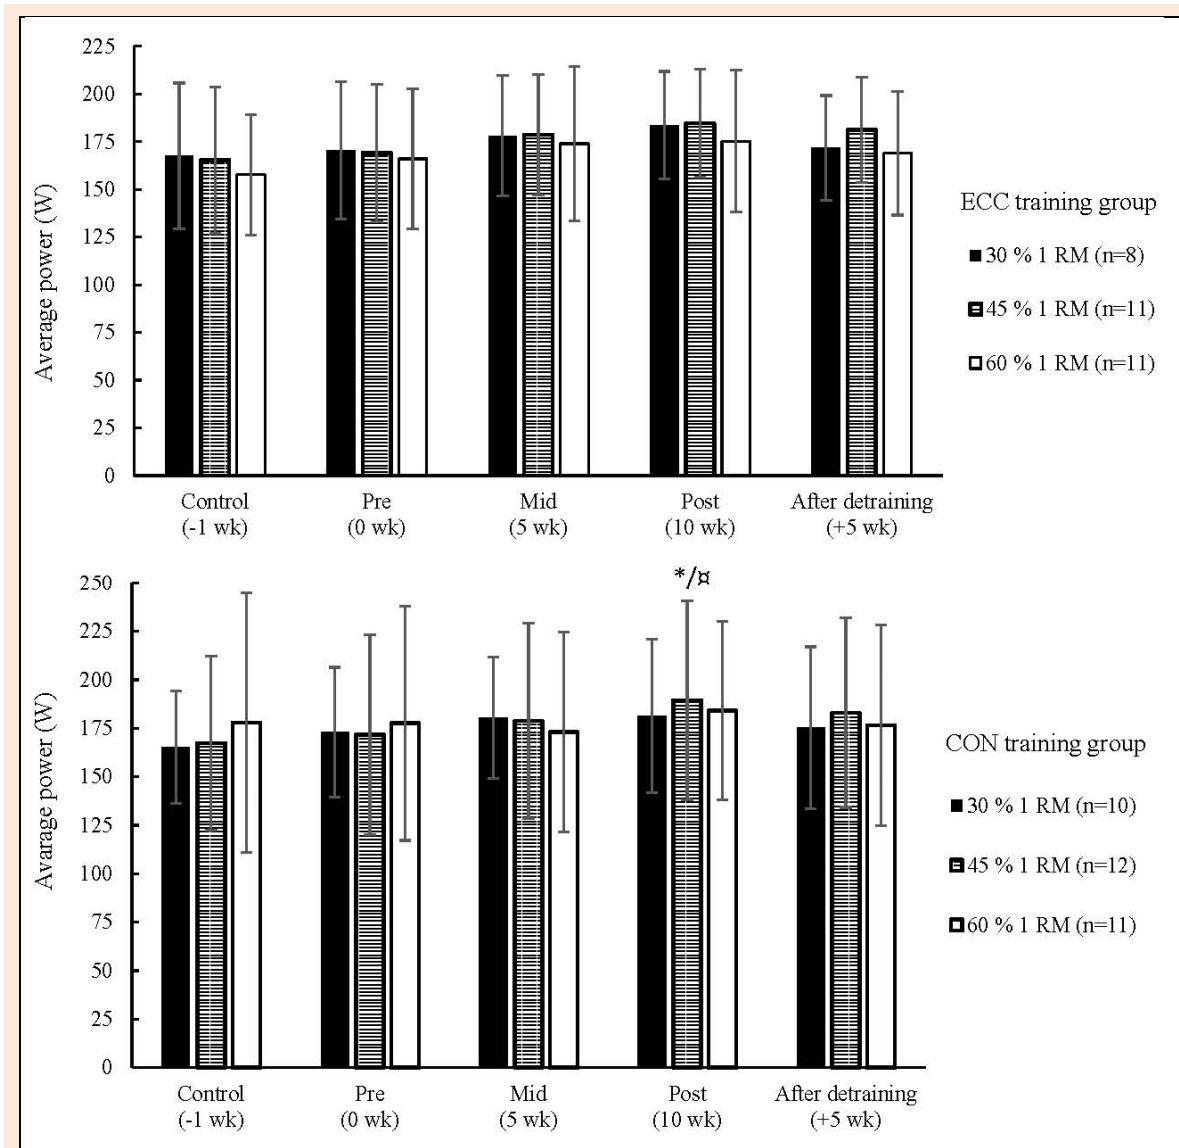 225
200
175
150
125
100
75
50
25
0
Average power (W)
Control
(-1 wk)
Pre
(0 wk)
Mid
(5 wk)
Post
(10 wk)
After detraining
(+5 wk)
ECC training group
30 % 1 RM (n=8)
45 % 1 RM (n=11)
60 % 1 RM (n=11)
*/¤
250
225
200
175
150
125
100
75
50
25
0
Avarage power (W)
Control
(-1 wk)
Pre
(0 wk)
Mid
(5 wk)
Post
(10 wk)
After detraining
(+5 wk)
CON training group
30 % 1 RM (n=10)
45 % 1 RM (n=12)
60 % 1 RM (n=11)